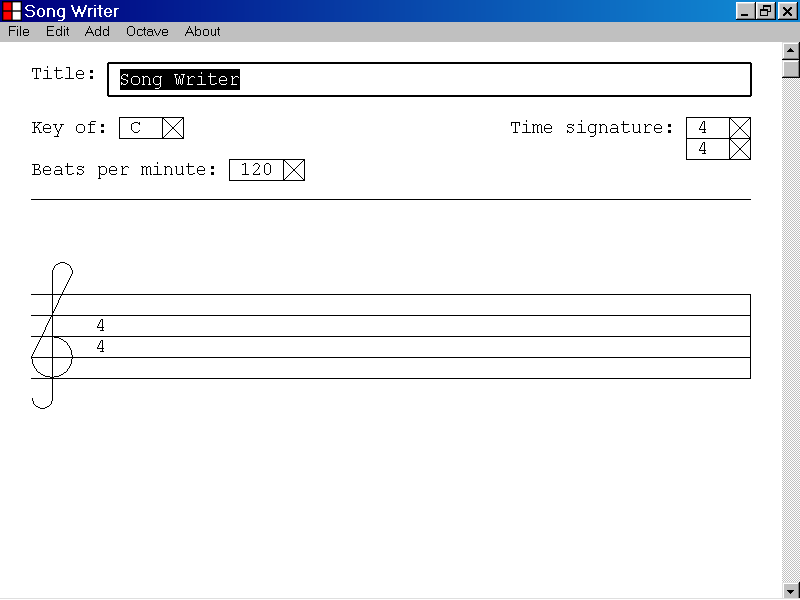 Song Writer
File Edit Add Octave About
Title: Song Writer
Key of: C Time signature: 4
4
Beats per minute: 120
4
4